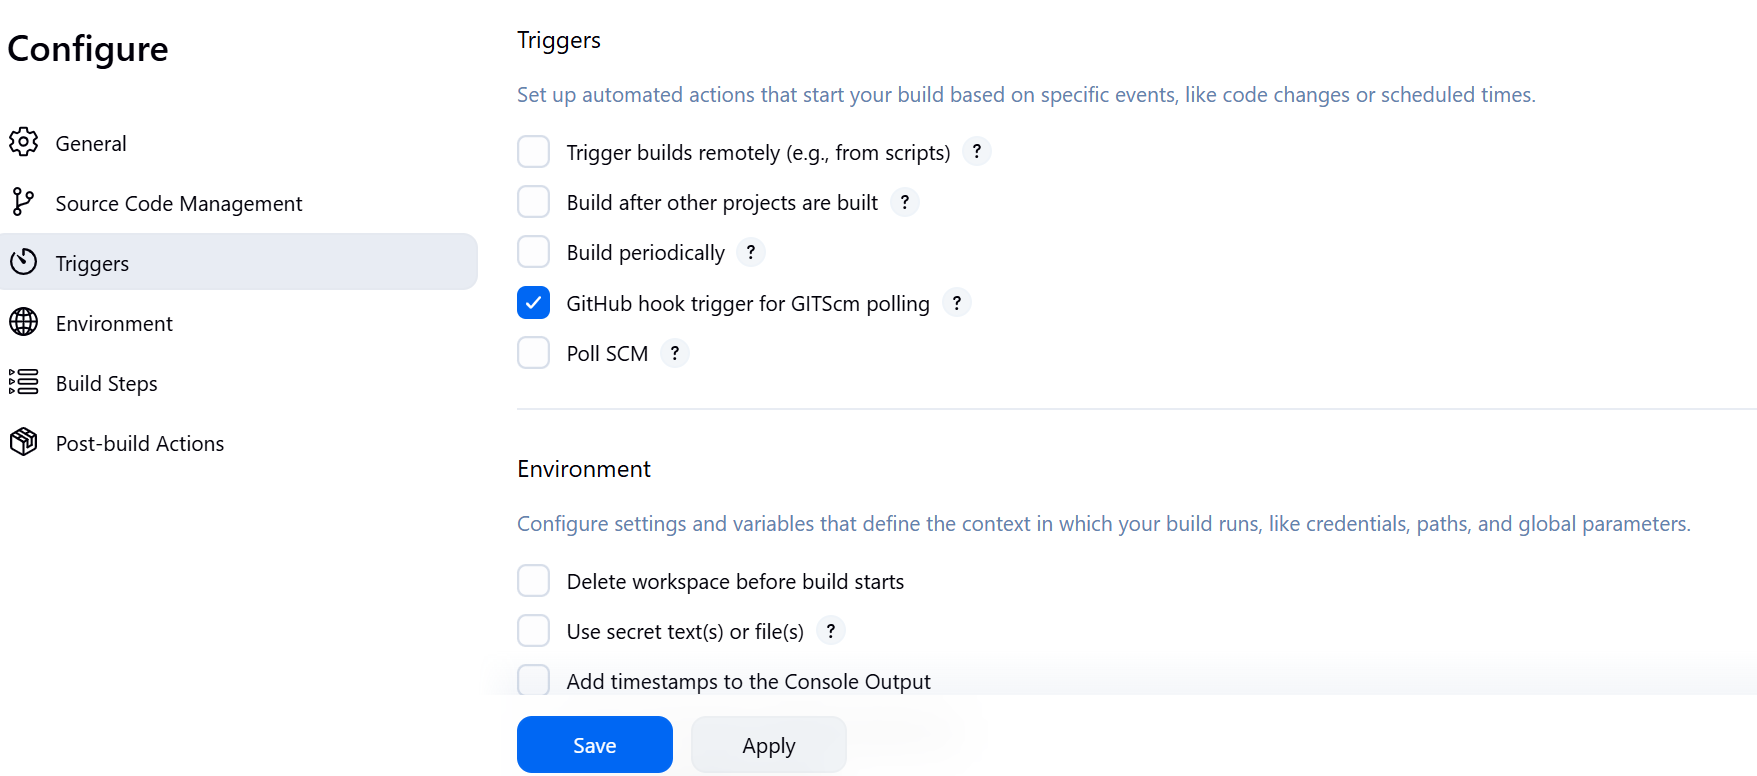 Configure
General
Source Code Management
Triggers
Environment
Build Steps
Post-build Actions
Triggers
Set up automated actions that start your build based on specific events, like code changes or scheduled times.
Trigger builds remotely (e.g., from scripts) ?
Build after other projects are built ?
Build periodically ?
GitHub hook trigger for GITScm polling ?
Poll SCM ?
Environment
Configure settings and variables that define the context in which your build runs, like credentials, paths, and global parameters.
Delete workspace before build starts
Use secret text(s) or file(s) ?
Add timestamps to the Console Output
Save Apply